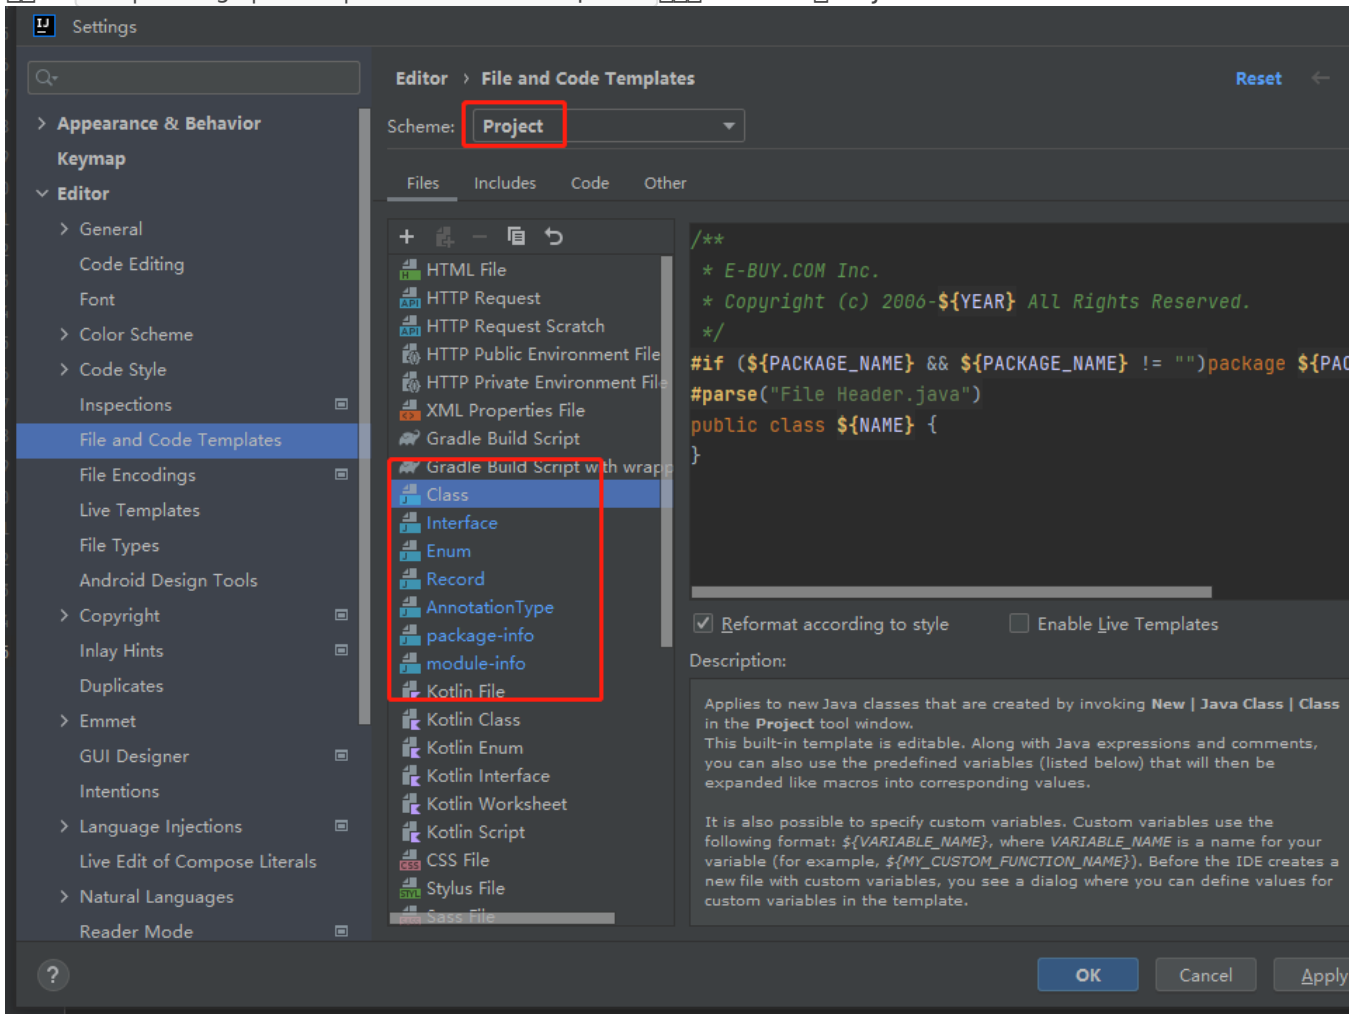 Settings
Editor › File and Code Templates
Reset
Scheme: Project
Appearance & Behavior
Keymap
Editor
General
Code Editing
Font
Color Scheme
Code Style
Inspections
File and Code Templates
File Encodings
Live Templates
File Types
Android Design Tools
Copyright
Inlay Hints
Duplicates
Emmet
GUI Designer
Intentions
Language Injections
Live Edit of Compose Literals
Natural Languages
Reader Mode
Files Includes Code Other
HTML File
HTTP Request
HTTP Request Scratch
HTTP Public Environment File
HTTP Private Environment File
XML Properties File
Gradle Build Script
Gradle Build Script with wrapp
Class
Interface
Enum
Record
AnnotationType
package-info
module-info
Kotlin File
Kotlin Class
Kotlin Enum
Kotlin Interface
Kotlin Worksheet
Kotlin Script
CSS File
Stylus File
Sass File
/**
* E-BUY.COM Inc.
* Copyright (c) 2006-${YEAR} All Rights Reserved.
*/
#if (${PACKAGE_NAME} && ${PACKAGE_NAME} != "")package ${PAC
#parse("File Header.java")
public class ${NAME} {
}
Reformat according to style
Enable Live Templates
Description:
Applies to new Java classes that are created by invoking New | Java Class | Class
in the Project tool window.
This built-in template is editable. Along with Java expressions and comments,
you can also use the predefined variables (listed below) that will then be
expanded like macros into corresponding values.
It is also possible to specify custom variables. Custom variables use the
following format: ${VARIABLE_NAME}, where VARIABLE_NAME is a name for your
variable (for example, ${MY_CUSTOM_FUNCTION_NAME}). Before the IDE creates a
new file with custom variables, you see a dialog where you can define values for
custom variables in the template.
?
OK
Cancel
Apply